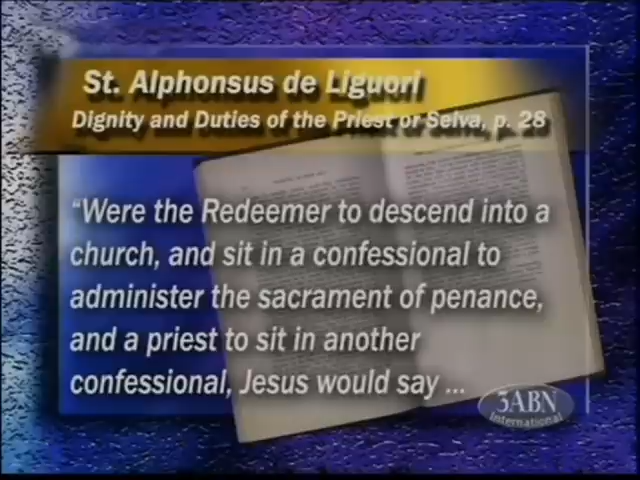 St. Alphonsus de Liguori
Dignity and Duties of the Priest or Selva, p. 28
“Were the Redeemer to descend into a
church, and sit in a confessional to
administer the sacrament of penance,
and a priest to sit in another
confessional, Jesus would say ...
3ABN
International